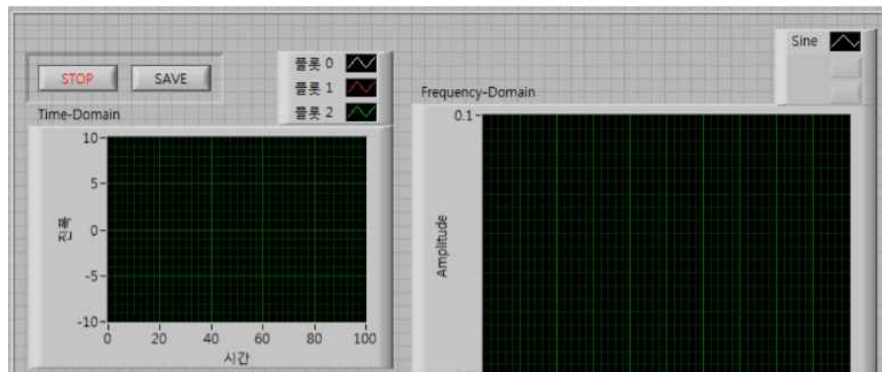 STOP
SAVE
플롯 0
플롯 1
플롯 2
Time-Domain
10
5
0
-5
-10
진폭
0 20 40 60 80 100
시간
Sine
Frequency-Domain
0.1
Amplitude